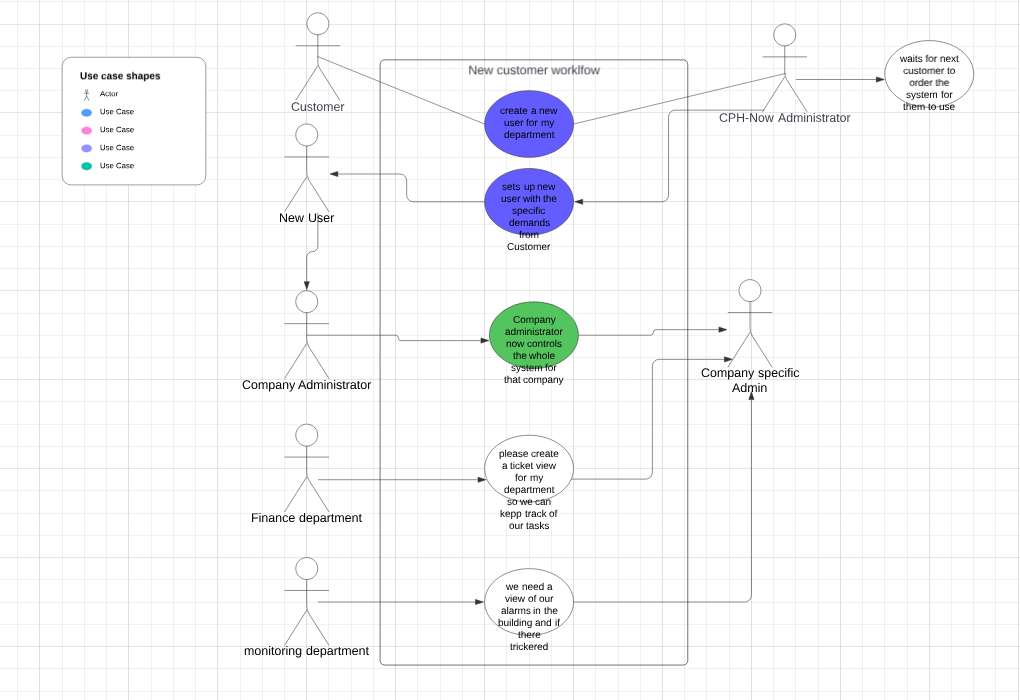 Use case shapes
Actor
Use Case
Use Case
Use Case
Use Case
Customer
New customer worklfow
CPH-Now Administrator
waits for next
customer to
order the
system for
them to use
create a new
user for my
department
New User
sets up new
user with the
specific
demands
from
Customer
Company Administrator
Company
administrator
now controls
the whole
system for
that company
Company specific
Admin
Finance department
please create
a ticket view
for my
department
so we can
kepp track of
our tasks
monitoring department
we need a
view of our
alarms in the
building and if
there
trickered